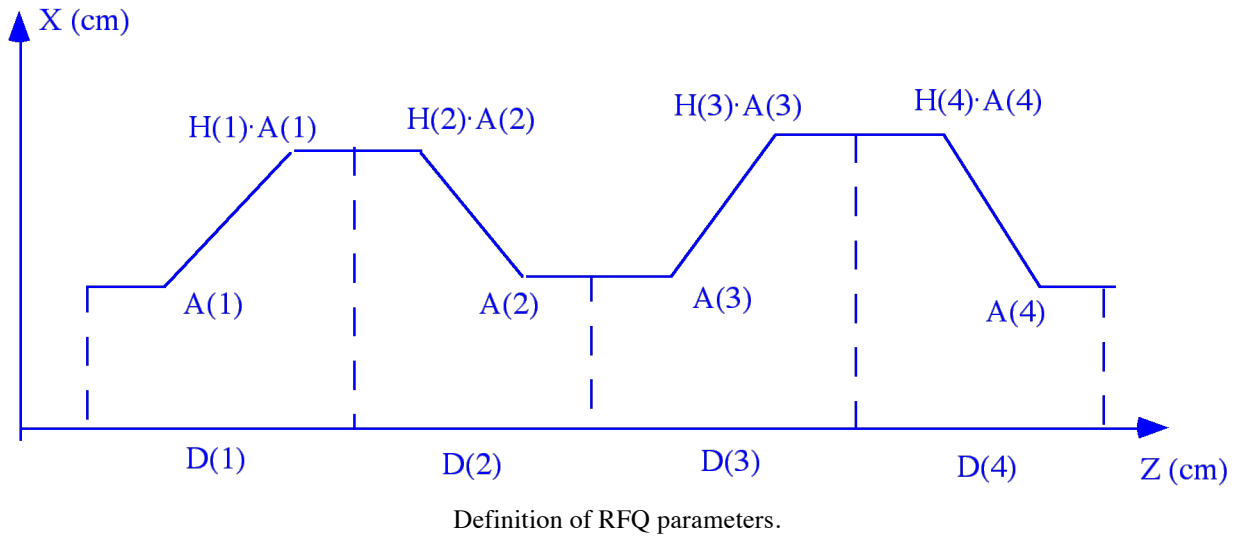 X (cm)
H(1)·A(1)
H(2)·A(2)
H(3)·A(3)
H(4)·A(4)
A(1)
A(2)
A(3)
A(4)
D(1)
D(2)
D(3)
D(4)
Z (cm)
Definition of RFQ parameters.